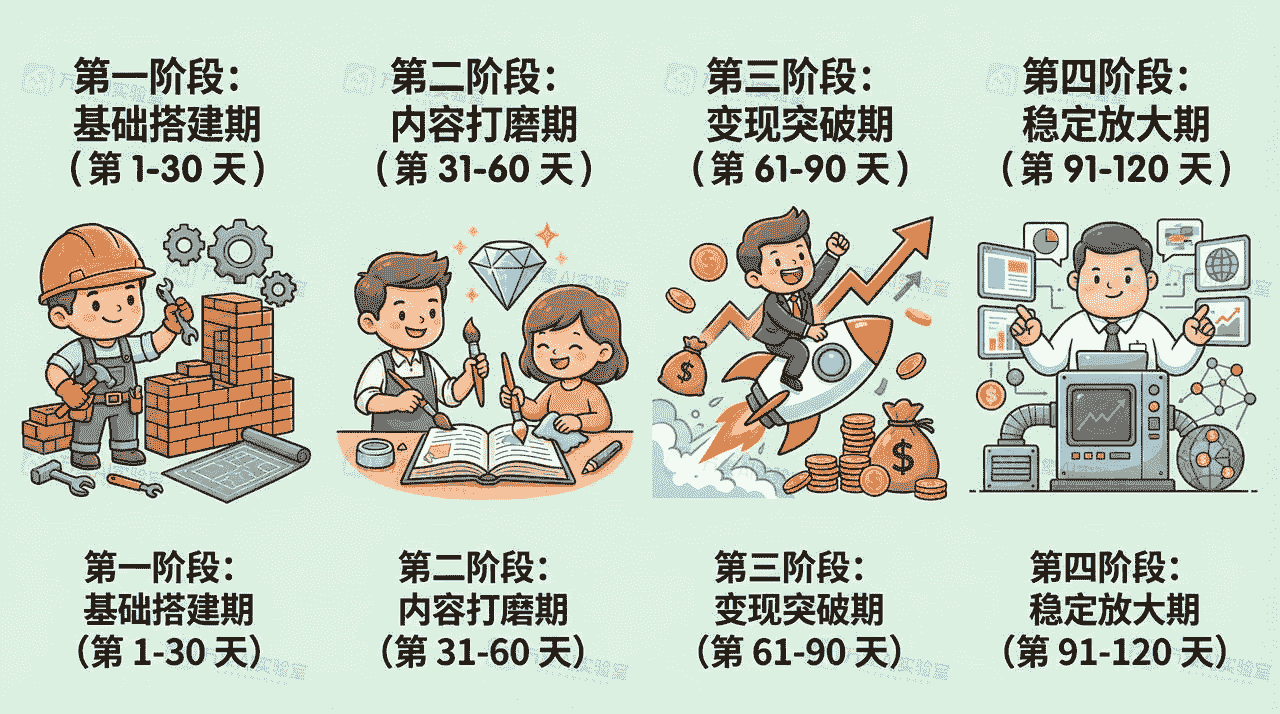 第一阶段：
基础搭建期
（第 1-30 天）
第二阶段：
内容打磨期
（第 31-60 天）
第三阶段：
变现突破期
（第 61-90 天）
第四阶段：
稳定放大期
（第 91-120 天）
$
$
$
第一阶段：
基础搭建期
（第 1-30 天）
第二阶段：
内容打磨期
（第 31-60 天）
第三阶段：
变现突破期
（第 61-90 天）
第四阶段：
稳定放大期
（第 91-120 天）